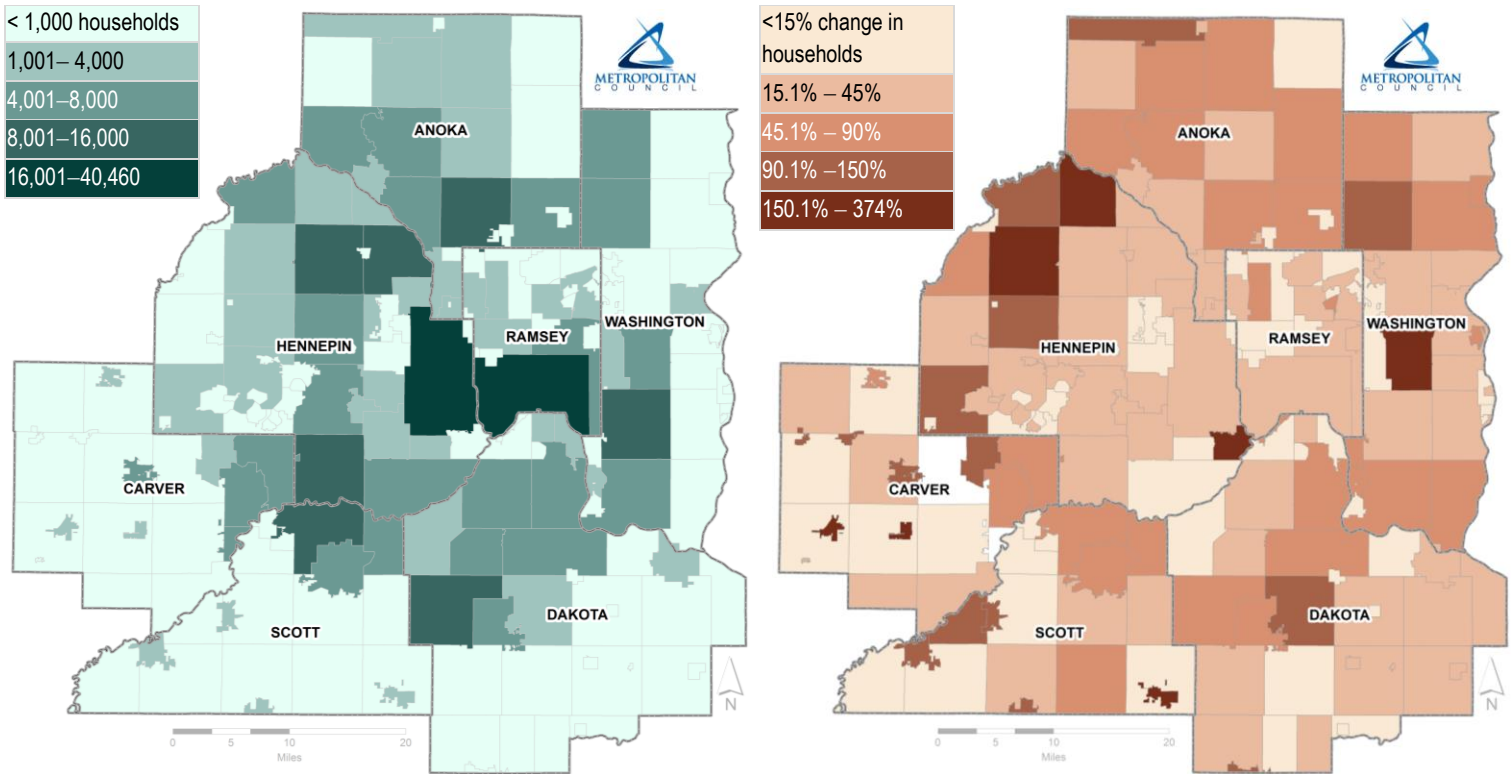 < 1,000 households
1,001– 4,000
4,001–8,000
8,001–16,000
16,001–40,460
METROPOLITAN
COUNCIL
ANOKA
HENNEPIN
RAMSEY
WASHINGTON
CARVER
SCOTT
DAKOTA
N
0 5 10 20
Miles
<15% change in
households
15.1% – 45%
45.1% – 90%
90.1% –150%
150.1% – 374%
METROPOLITAN
COUNCIL
ANOKA
HENNEPIN
RAMSEY
WASHINGTON
CARVER
SCOTT
DAKOTA
N
0 5 10 20
Miles